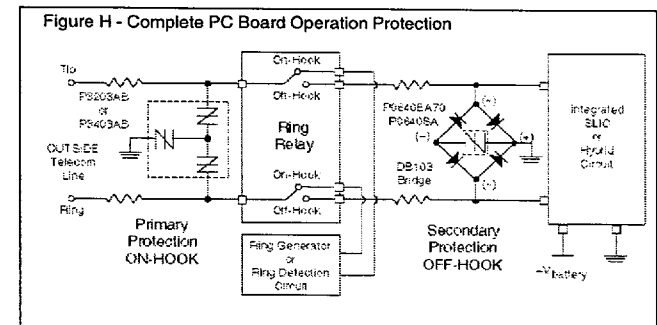 Figure H - Complete PC Board Operation Protection
Tip
P3203AB
or
P3403AB
OUTSIDE
Telecom
Line
Ring
Primary
Protection
ON-HOOK
On-Hook
Off-Hook
Ring
Relay
On-Hook
Off-Hook
Ring Generator
or
Ring Detection
Circuit
P0640EA70
P0640SA
(~)
(−)
(+)
DB103
Bridge
(~)
Secondary
Protection
OFF-HOOK
Integrated
SLIC
or
Hybrid
Circuit
-VBattery